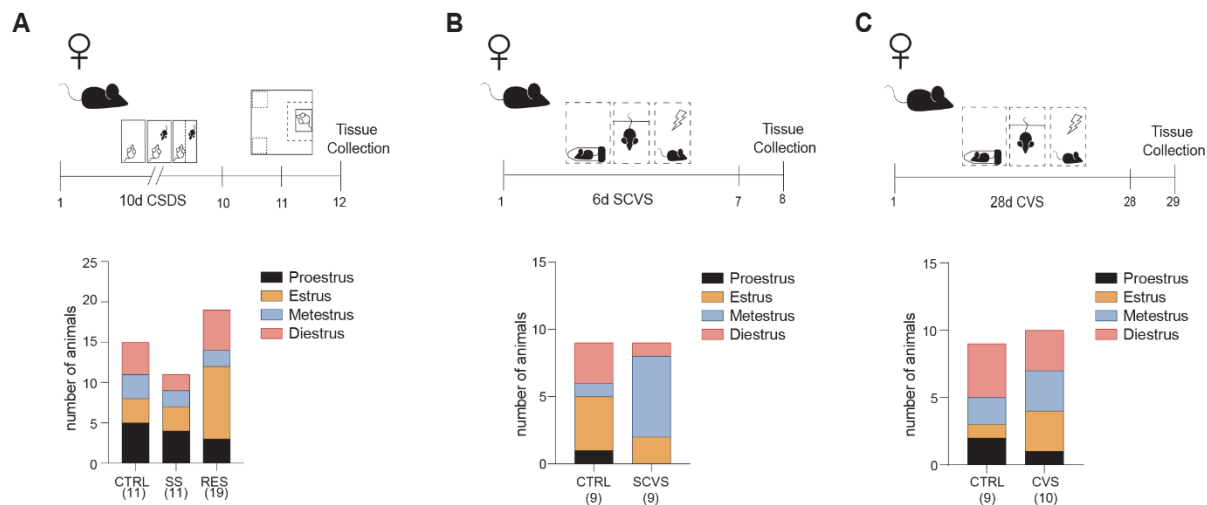 A
♀
Tissue
Collection
1
10d CSDS
10
11
12
25
20
15
10
5
0
number of animals
Proestrus
Estrus
Metestrus
Diestrus
CTRL
(11)
SS
(11)
RES
(19)
B
♀
Tissue
Collection
1
6d SCVS
7
8
15
10
5
0
number of animals
Proestrus
Estrus
Metestrus
Diestrus
CTRL
(9)
SCVS
(9)
C
♀
Tissue
Collection
1
28d CVS
28
29
15
10
5
0
number of animals
Proestrus
Estrus
Metestrus
Diestrus
CTRL
(9)
CVS
(10)